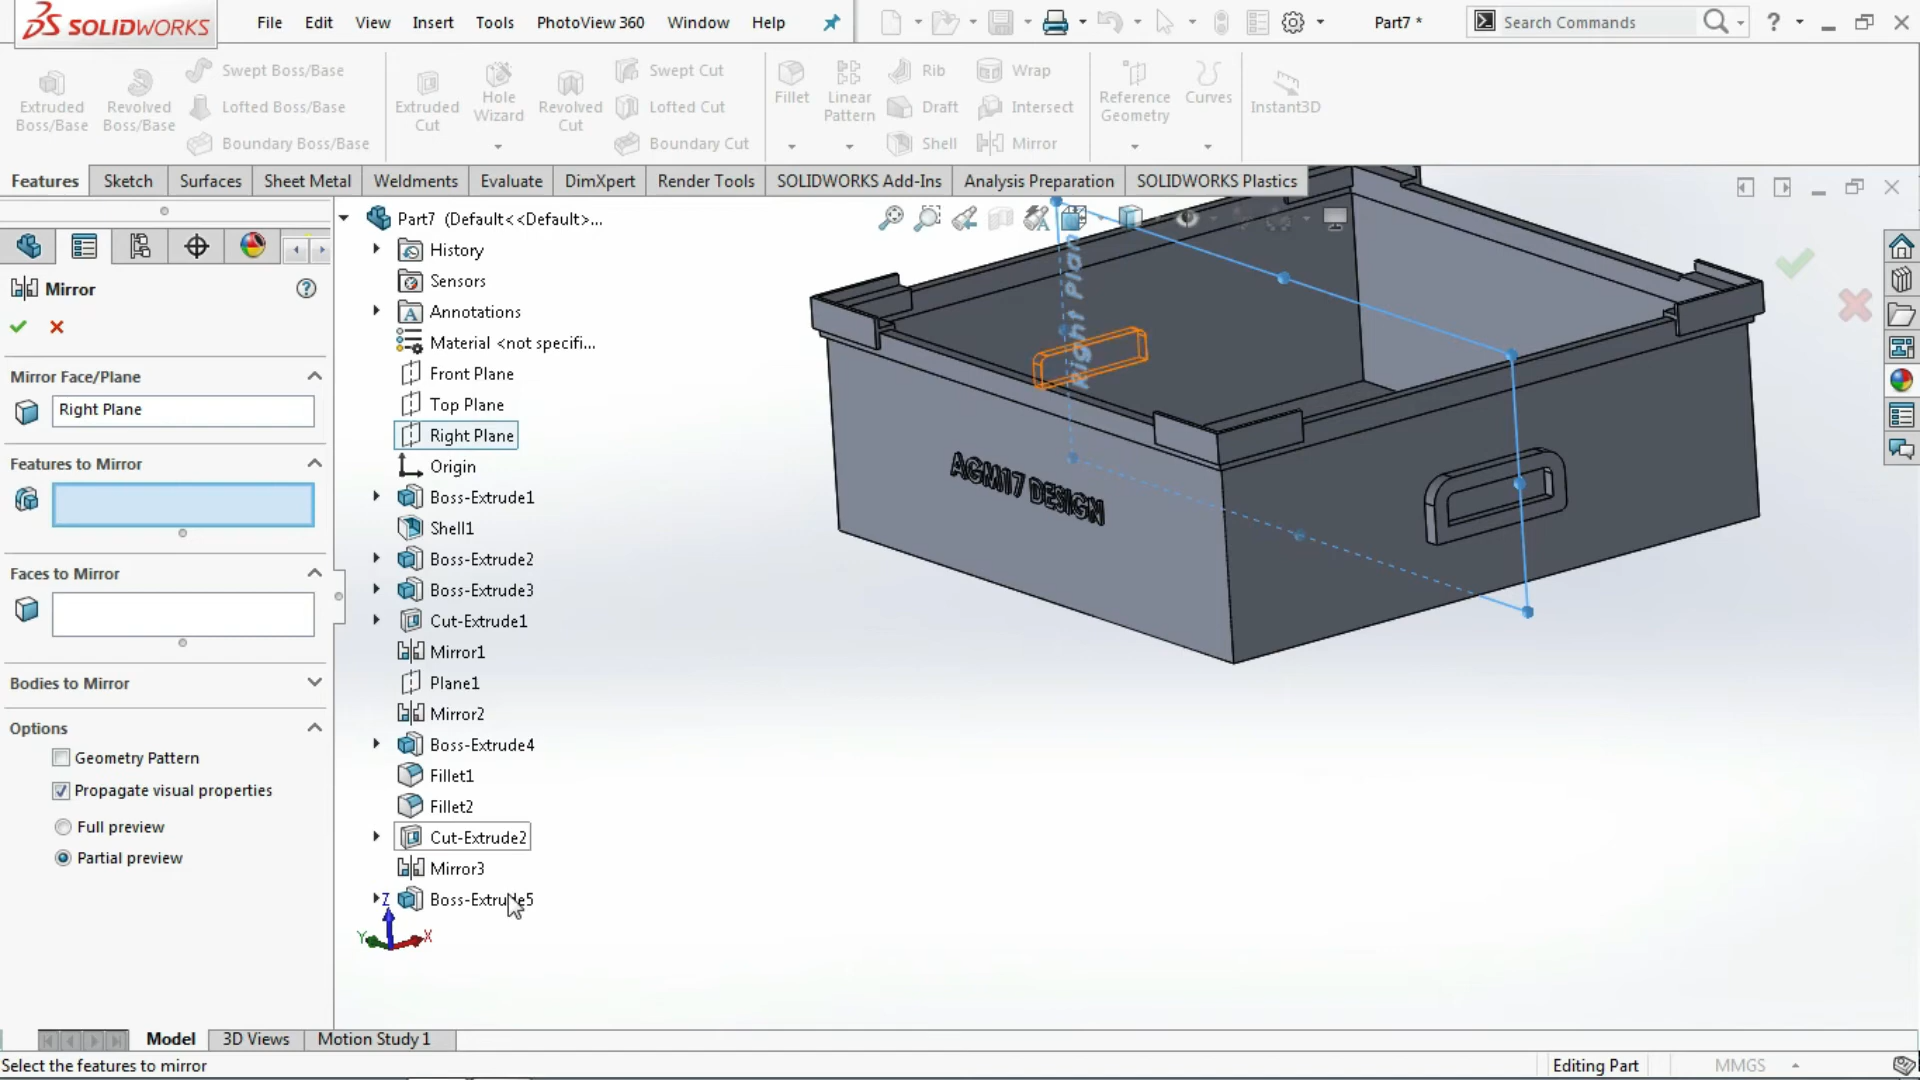 SOLIDWORKS
File Edit View Insert Tools PhotoView 360 Window Help
Part7 *
Search Commands
?
Extruded Boss/Base
Revolved Boss/Base
Swept Boss/Base
Lofted Boss/Base
Boundary Boss/Base
Extruded Cut
Hole Wizard
Revolved Cut
Swept Cut
Lofted Cut
Boundary Cut
Fillet
Linear Pattern
Rib
Draft
Shell
Wrap
Intersect
Mirror
Reference Geometry
Curves
Instant3D
Features Sketch Surfaces Sheet Metal Weldments Evaluate DimXpert Render Tools SOLIDWORKS Add-Ins Analysis Preparation SOLIDWORKS Plastics
Mirror
?
Mirror Face/Plane
Right Plane
Features to Mirror
Faces to Mirror
Bodies to Mirror
Options
Geometry Pattern
Propagate visual properties
Full preview
Partial preview
Part7 (Default<<Default>...
History
Sensors
Annotations
Material <not specifi...
Front Plane
Top Plane
Right Plane
Origin
Boss-Extrude1
Shell1
Boss-Extrude2
Boss-Extrude3
Cut-Extrude1
Mirror1
Plane1
Mirror2
Boss-Extrude4
Fillet1
Fillet2
Cut-Extrude2
Mirror3
Boss-Extrude5
Z
Y
X
Right Plan
AGM17 DESIGN
Model 3D Views Motion Study 1
Select the features to mirror
Editing Part
MMGS